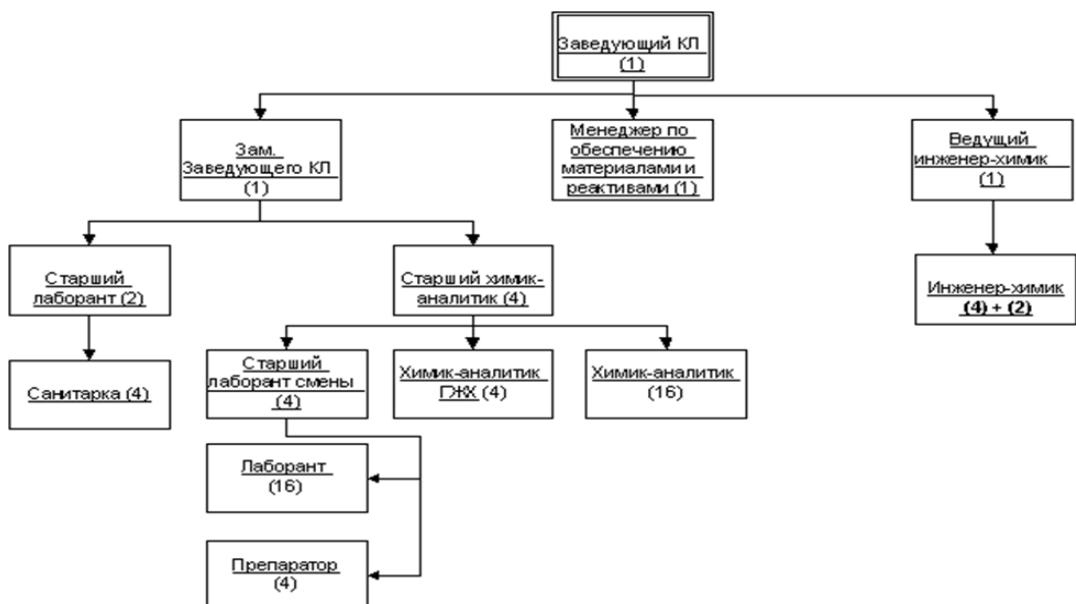 Заведующий КЛ
(1)
Зам.
Заведующего КЛ
(1)
Менеджер по
обеспечению
материалами и
реактивами (1)
Ведущий
инженер-химик
(1)
Старший
лаборант (2)
Старший химик-
аналитик (4)
Инженер-химик
(4) + (2)
Санитарка (4)
Старший
лаборант смены
(4)
Химик-аналитик
ГЖХ (4)
Химик-аналитик
(16)
Лаборант
(16)
Препаратор
(4)